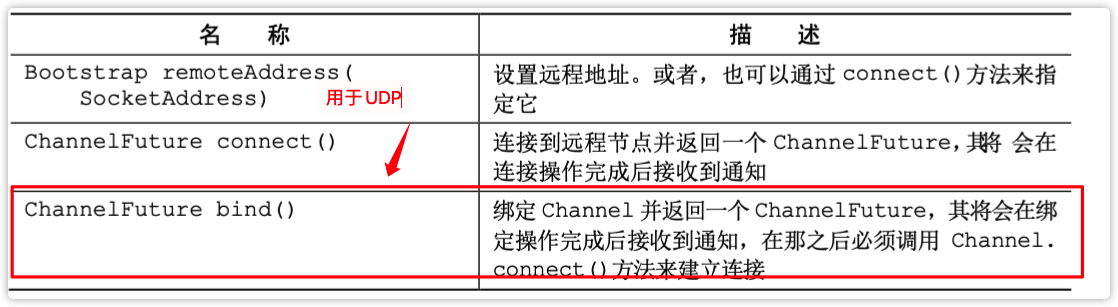 名 称 描 述
Bootstrap remoteAddress( 设置远程地址。或者，也可以通过 connect()方法来指
SocketAddress) 用于UDP 定它
ChannelFuture connect() 连接到远程节点并返回一个 ChannelFuture，其将 会在
连接操作完成后接收到通知
ChannelFuture bind() 绑定 Channel 并返回一个 ChannelFuture，其将会在绑
定操作完成后接收到通知，在那之后必须调用 Channel.
connect()方法来建立连接